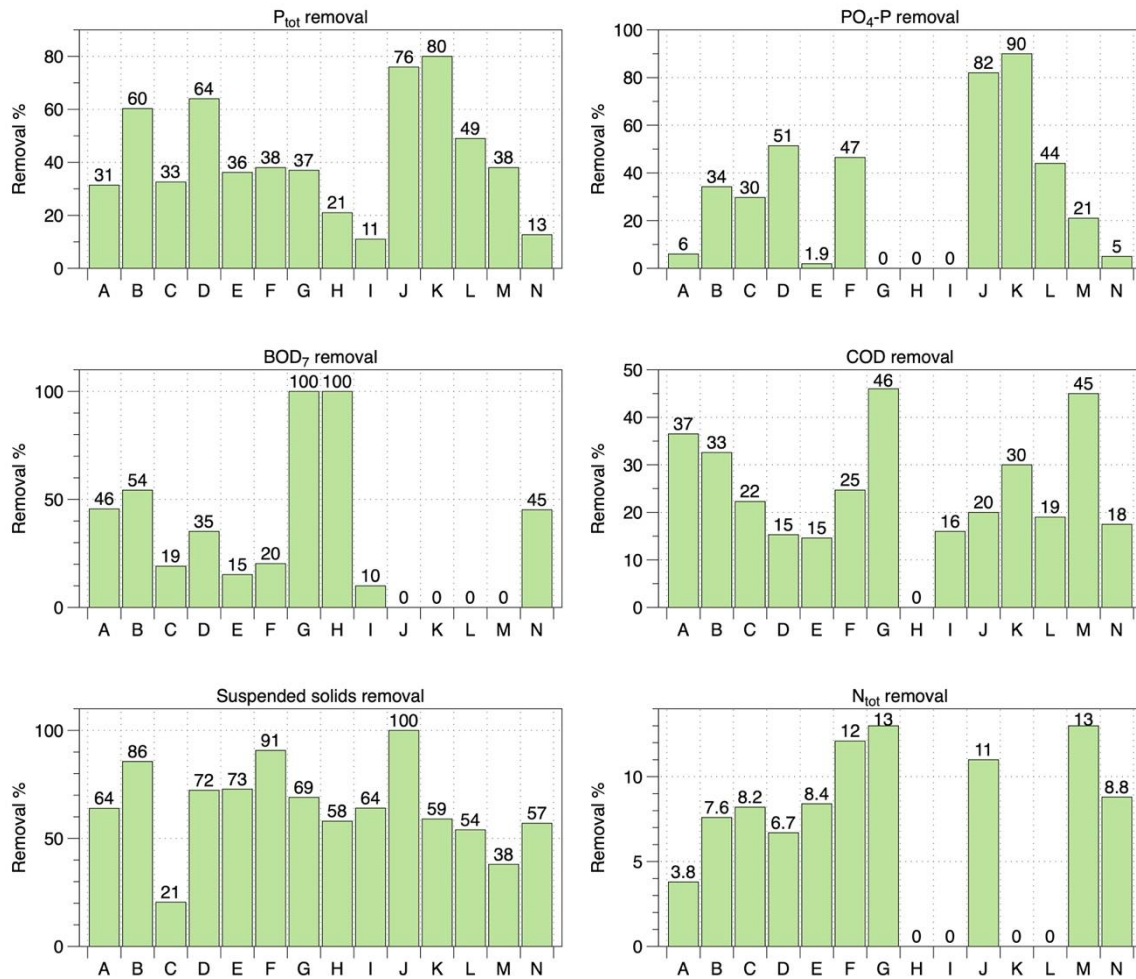 P_tot removal
Removal %
80
60
40
20
0
31 60 33 64 36 38 37 21 11 76 80 49 38 13
A B C D E F G H I J K L M N
PO₄-P removal
Removal %
100
80
60
40
20
0
6 34 30 51 1.9 47 0 0 0 82 90 44 21 5
A B C D E F G H I J K L M N
BOD₇ removal
Removal %
100
50
0
46 54 19 35 15 20 100 100 10 0 0 0 0 45
A B C D E F G H I J K L M N
COD removal
Removal %
50
40
30
20
10
0
37 33 22 15 15 25 46 0 16 20 30 19 45 18
A B C D E F G H I J K L M N
Suspended solids removal
Removal %
100
50
0
64 86 21 72 73 91 69 58 64 100 59 54 38 57
A B C D E F G H I J K L M N
N_tot removal
Removal %
10
5
0
3.8 7.6 8.2 6.7 8.4 12 13 0 0 11 0 0 13 8.8
A B C D E F G H I J K L M N